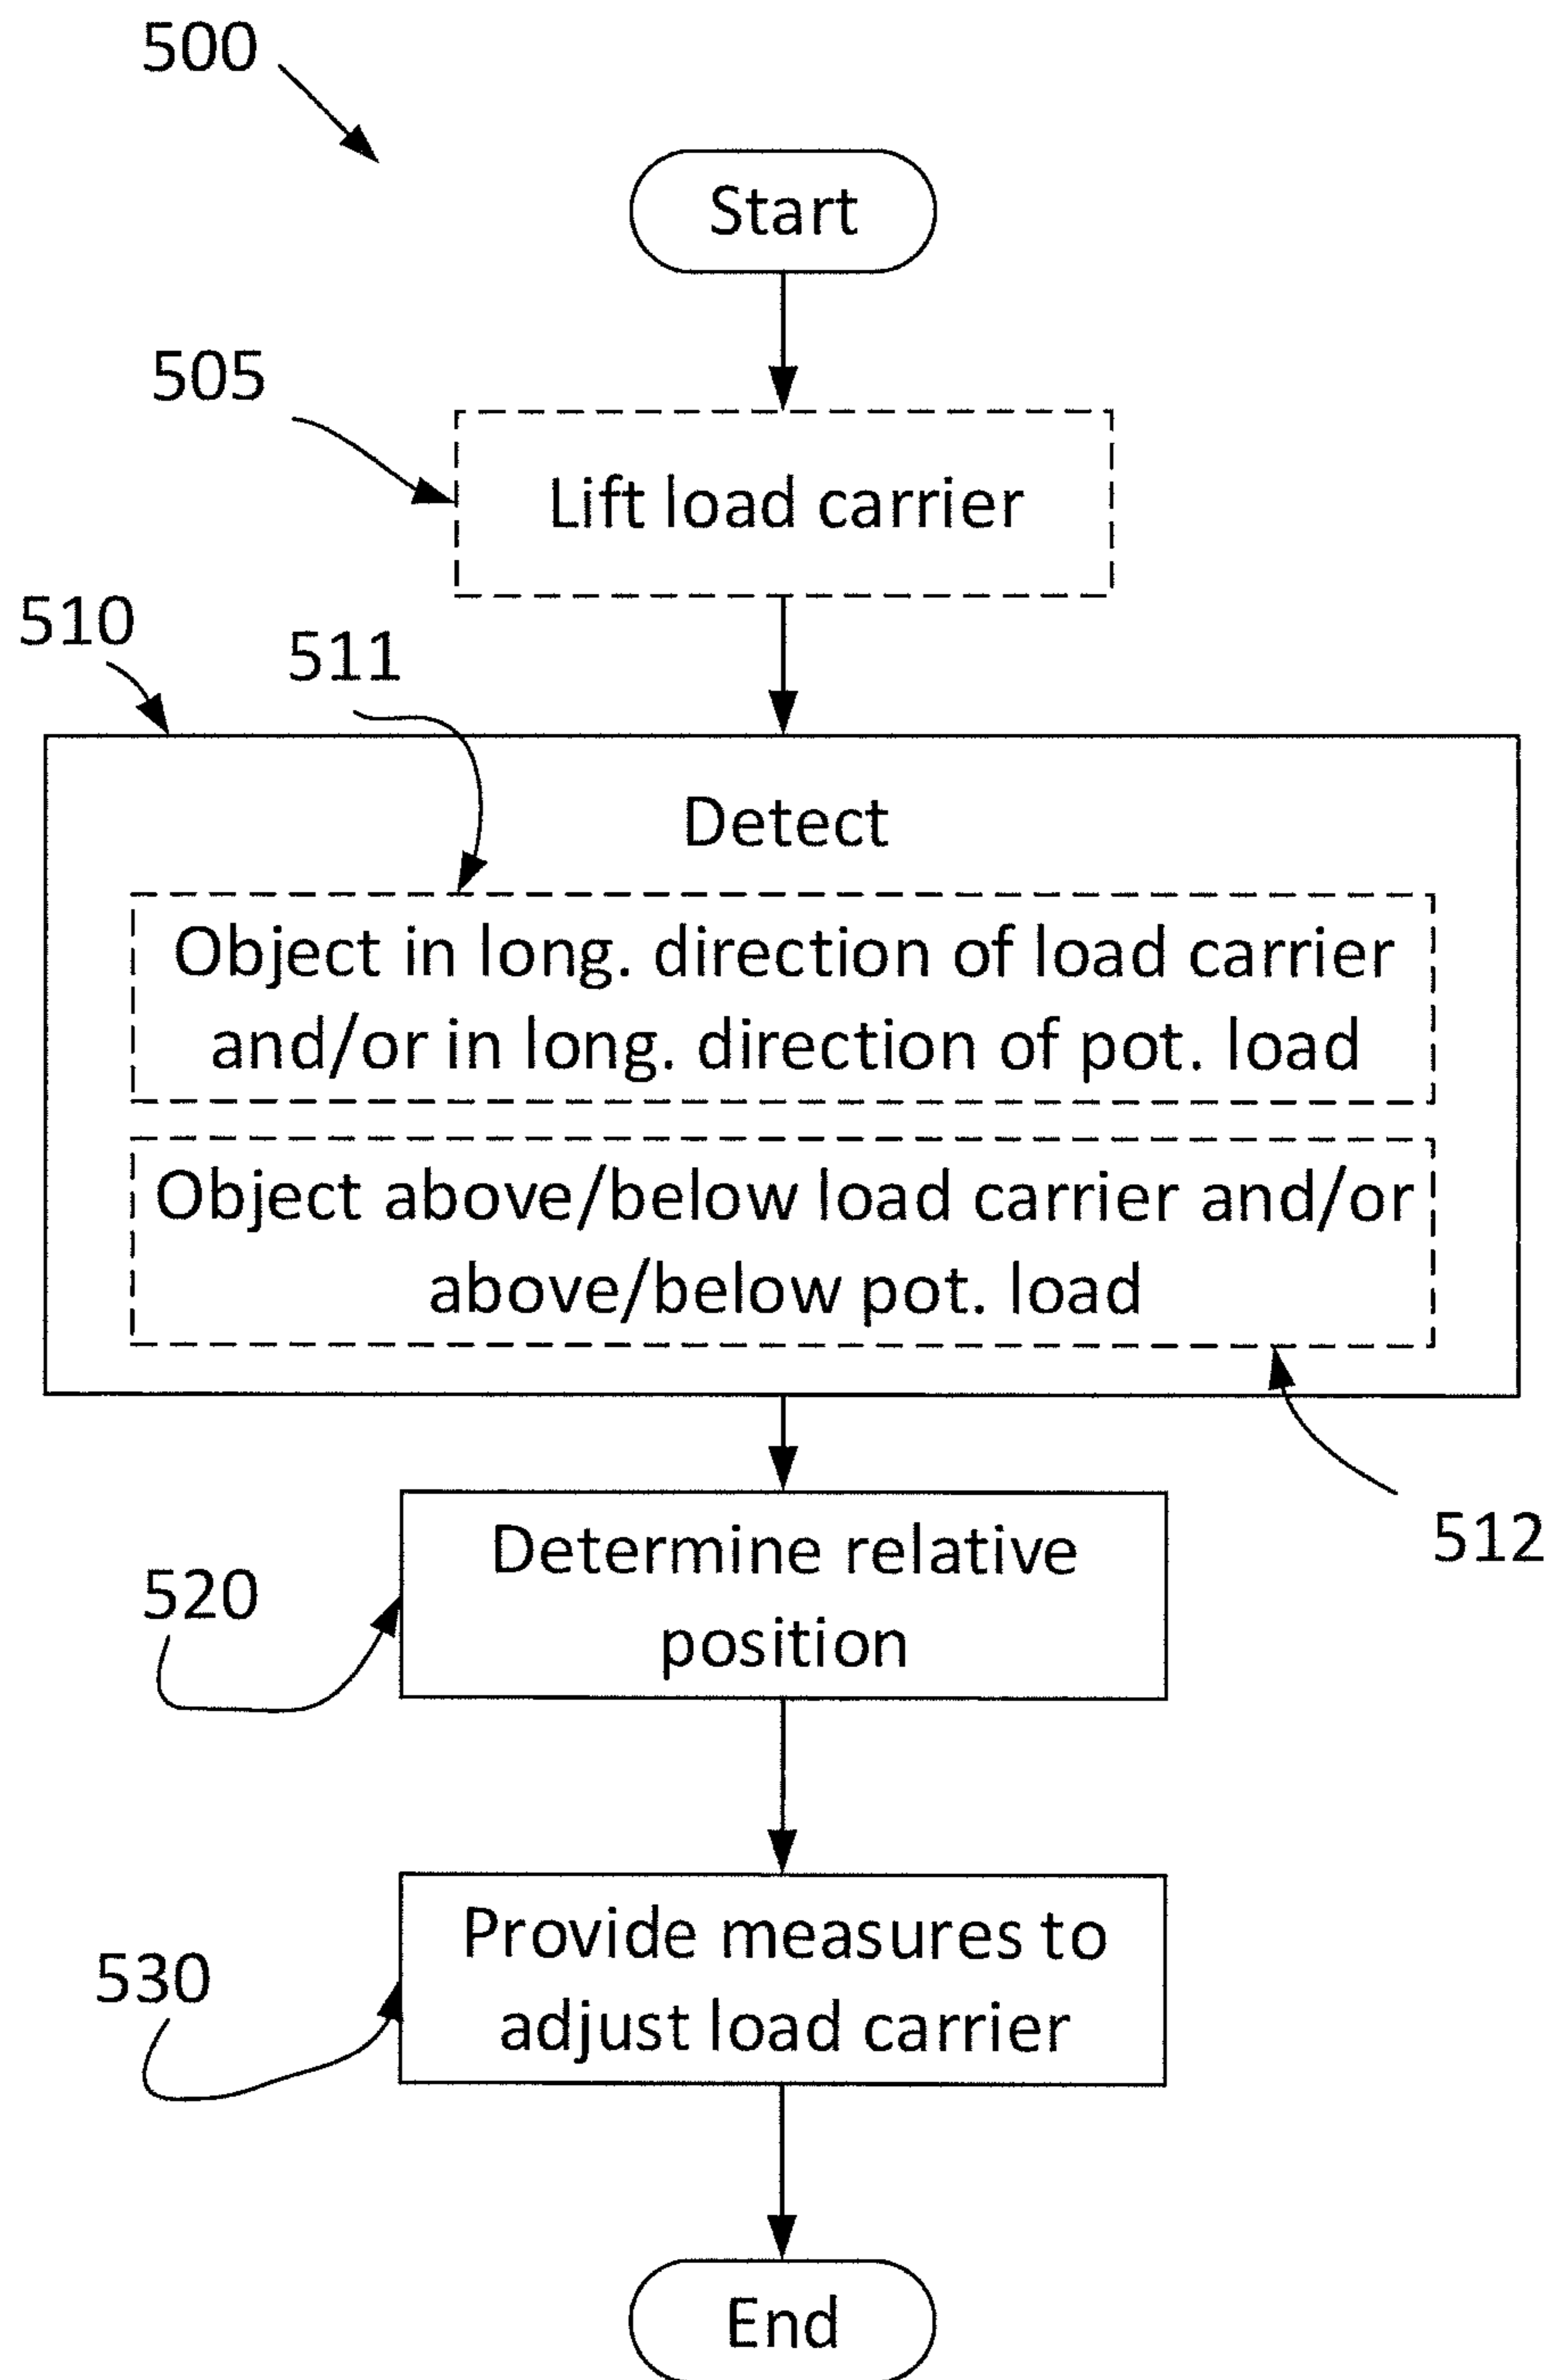 500
Start
505
Lift load carrier
510
511
Detect
Object in long. direction of load carrier
and/or in long. direction of pot. load
Object above/below load carrier and/or
above/below pot. load
512
Determine relative
position
520
Provide measures to
adjust load carrier
530
End